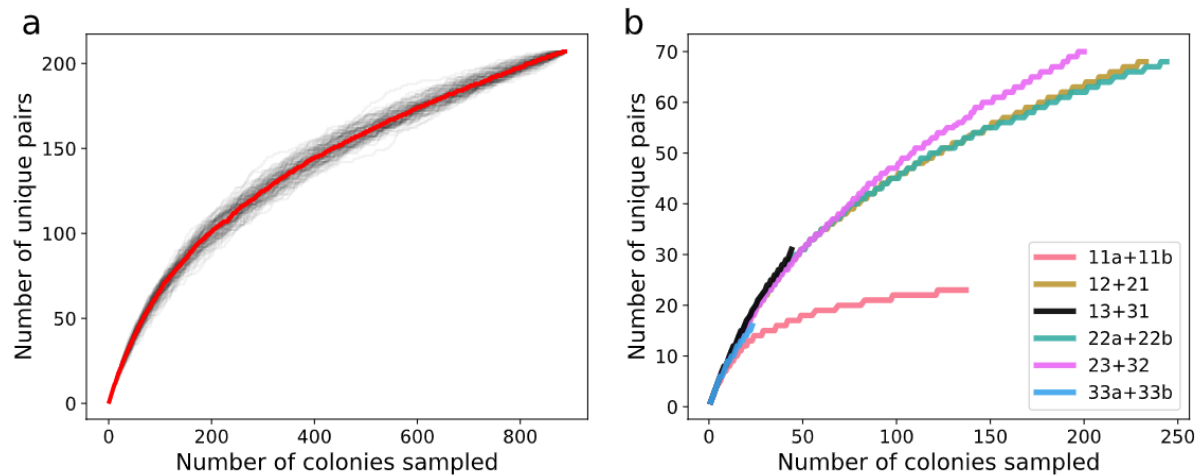 a
Number of unique pairs
200
150
100
50
0
0 200 400 600 800
Number of colonies sampled
b
Number of unique pairs
70
60
50
40
30
20
10
0
0 50 100 150 200 250
Number of colonies sampled
11a+11b
12+21
13+31
22a+22b
23+32
33a+33b